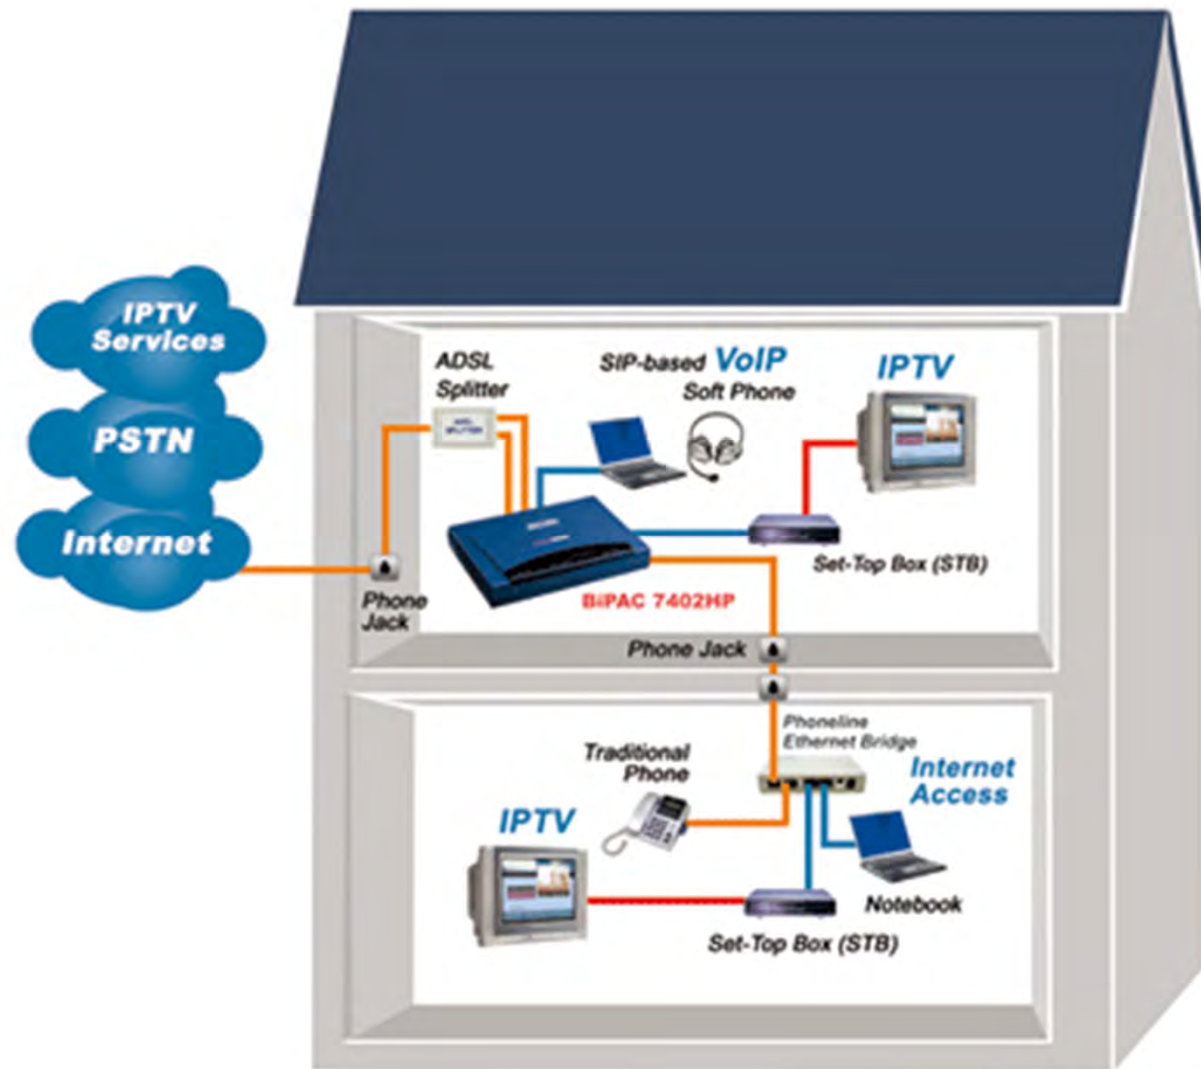 IPTV
Services
PSTN
Internet
ADSL
Splitter
SIP-based VoIP
Soft Phone
IPTV
Set-Top Box (STB)
BiPAC 7402HP
Phone
Jack
Phone Jack
Phoneline
Ethernet Bridge
Traditional
Phone
Internet
Access
IPTV
Notebook
Set-Top Box (STB)